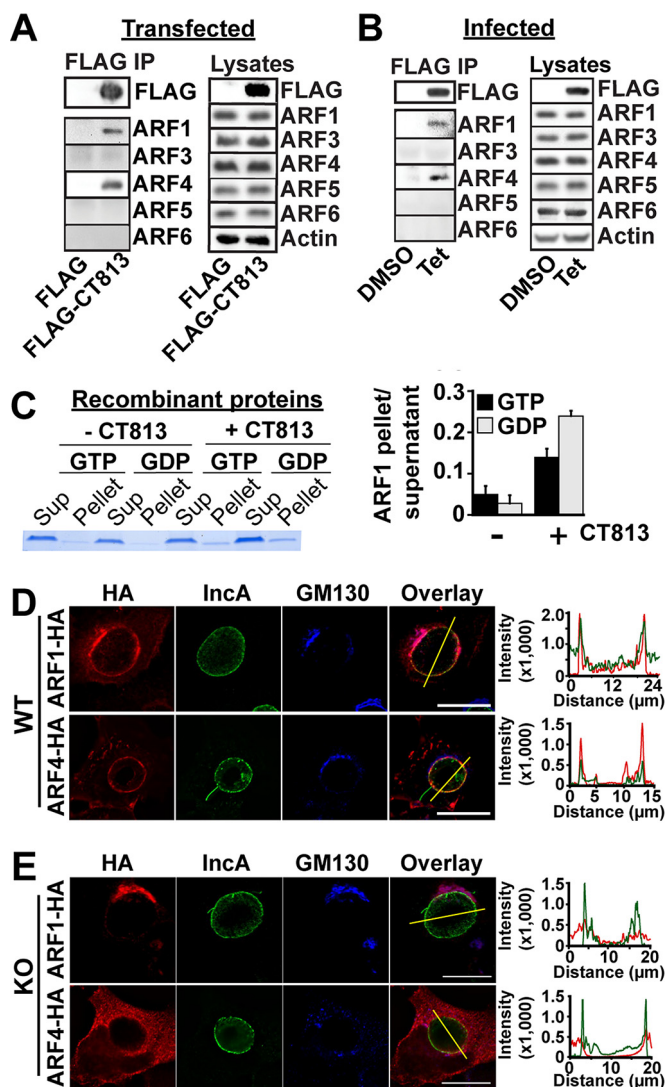 A Transfected
FLAG IP Lysates
FLAG FLAG
ARF1 ARF1
ARF3 ARF3
ARF4 ARF4
ARF5 ARF5
ARF6 ARF6
Actin
FLAG FLAG-CT813 FLAG FLAG-CT813
B Infected
FLAG IP Lysates
FLAG FLAG
ARF1 ARF1
ARF3 ARF3
ARF4 ARF4
ARF5 ARF5
ARF6 ARF6
Actin
DMSO Tet DMSO Tet
C Recombinant proteins
- CT813 + CT813
GTP GDP GTP GDP
Sup Pellet Sup Pellet Sup Pellet Sup Pellet
ARF1 pellet/
supernatant
0.3
0.2
0.1
0
GTP
GDP
- + CT813
D HA IncA GM130 Overlay
WT
ARF1-HA
ARF4-HA
Intensity
(x1,000)
2.0
1.5
1.0
0.5
0
0 12 24
Distance (µm)
Intensity
(x1,000)
2.0
1.5
1.0
0.5
0
0 5 10 15
Distance (µm)
E HA IncA GM130 Overlay
KO
ARF1-HA
ARF4-HA
Intensity
(x1,000)
1.5
1.0
0.5
0
0 10 20
Distance (µm)
Intensity
(x1,000)
1.5
1.0
0.5
0
0 10 20
Distance (µm)